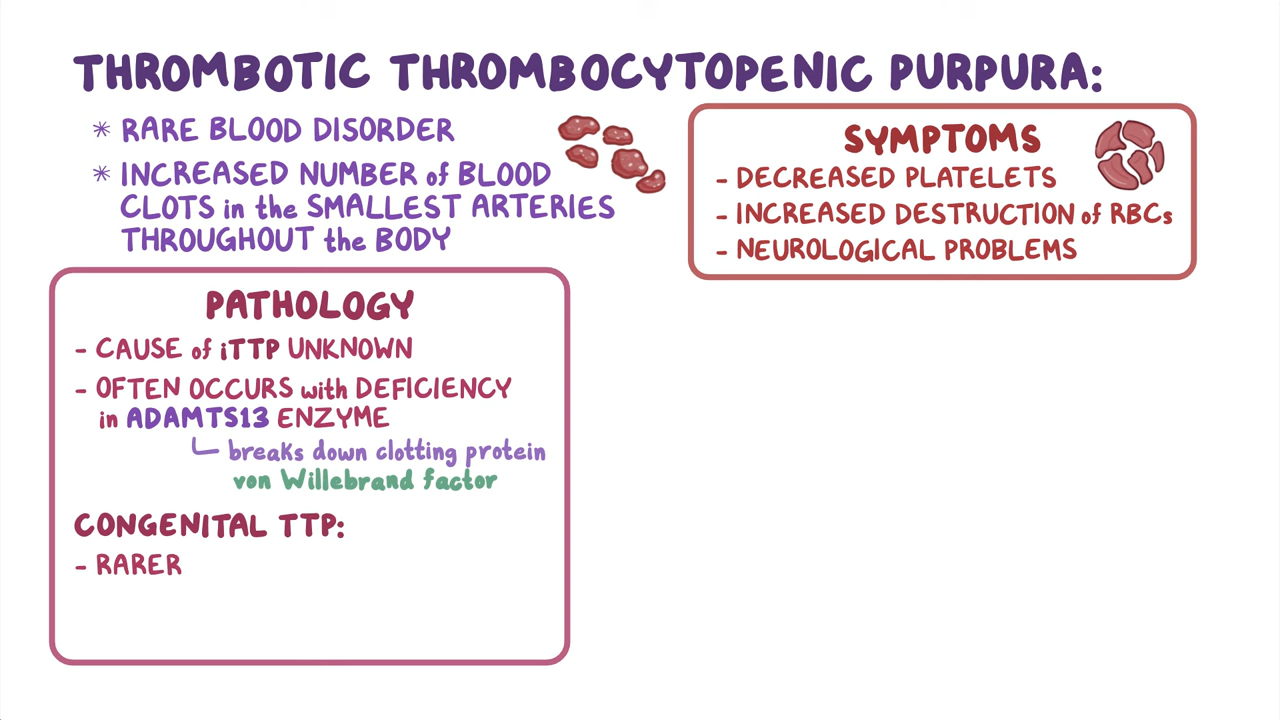 THROMBOTIC THROMBOCYTOPENIC PURPURA:
* RARE BLOOD DISORDER
* INCREASED NUMBER of BLOOD
CLOTS in the SMALLEST ARTERIES
THROUGHOUT the BODY
SYMPTOMS
- DECREASED PLATELETS
- INCREASED DESTRUCTION of RBCs
- NEUROLOGICAL PROBLEMS
PATHOLOGY
- CAUSE of iTTP UNKNOWN
- OFTEN OCCURS with DEFICIENCY
in ADAMTS13 ENZYME
breaks down clotting protein
von Willebrand factor
CONGENITAL TTP:
- RARER